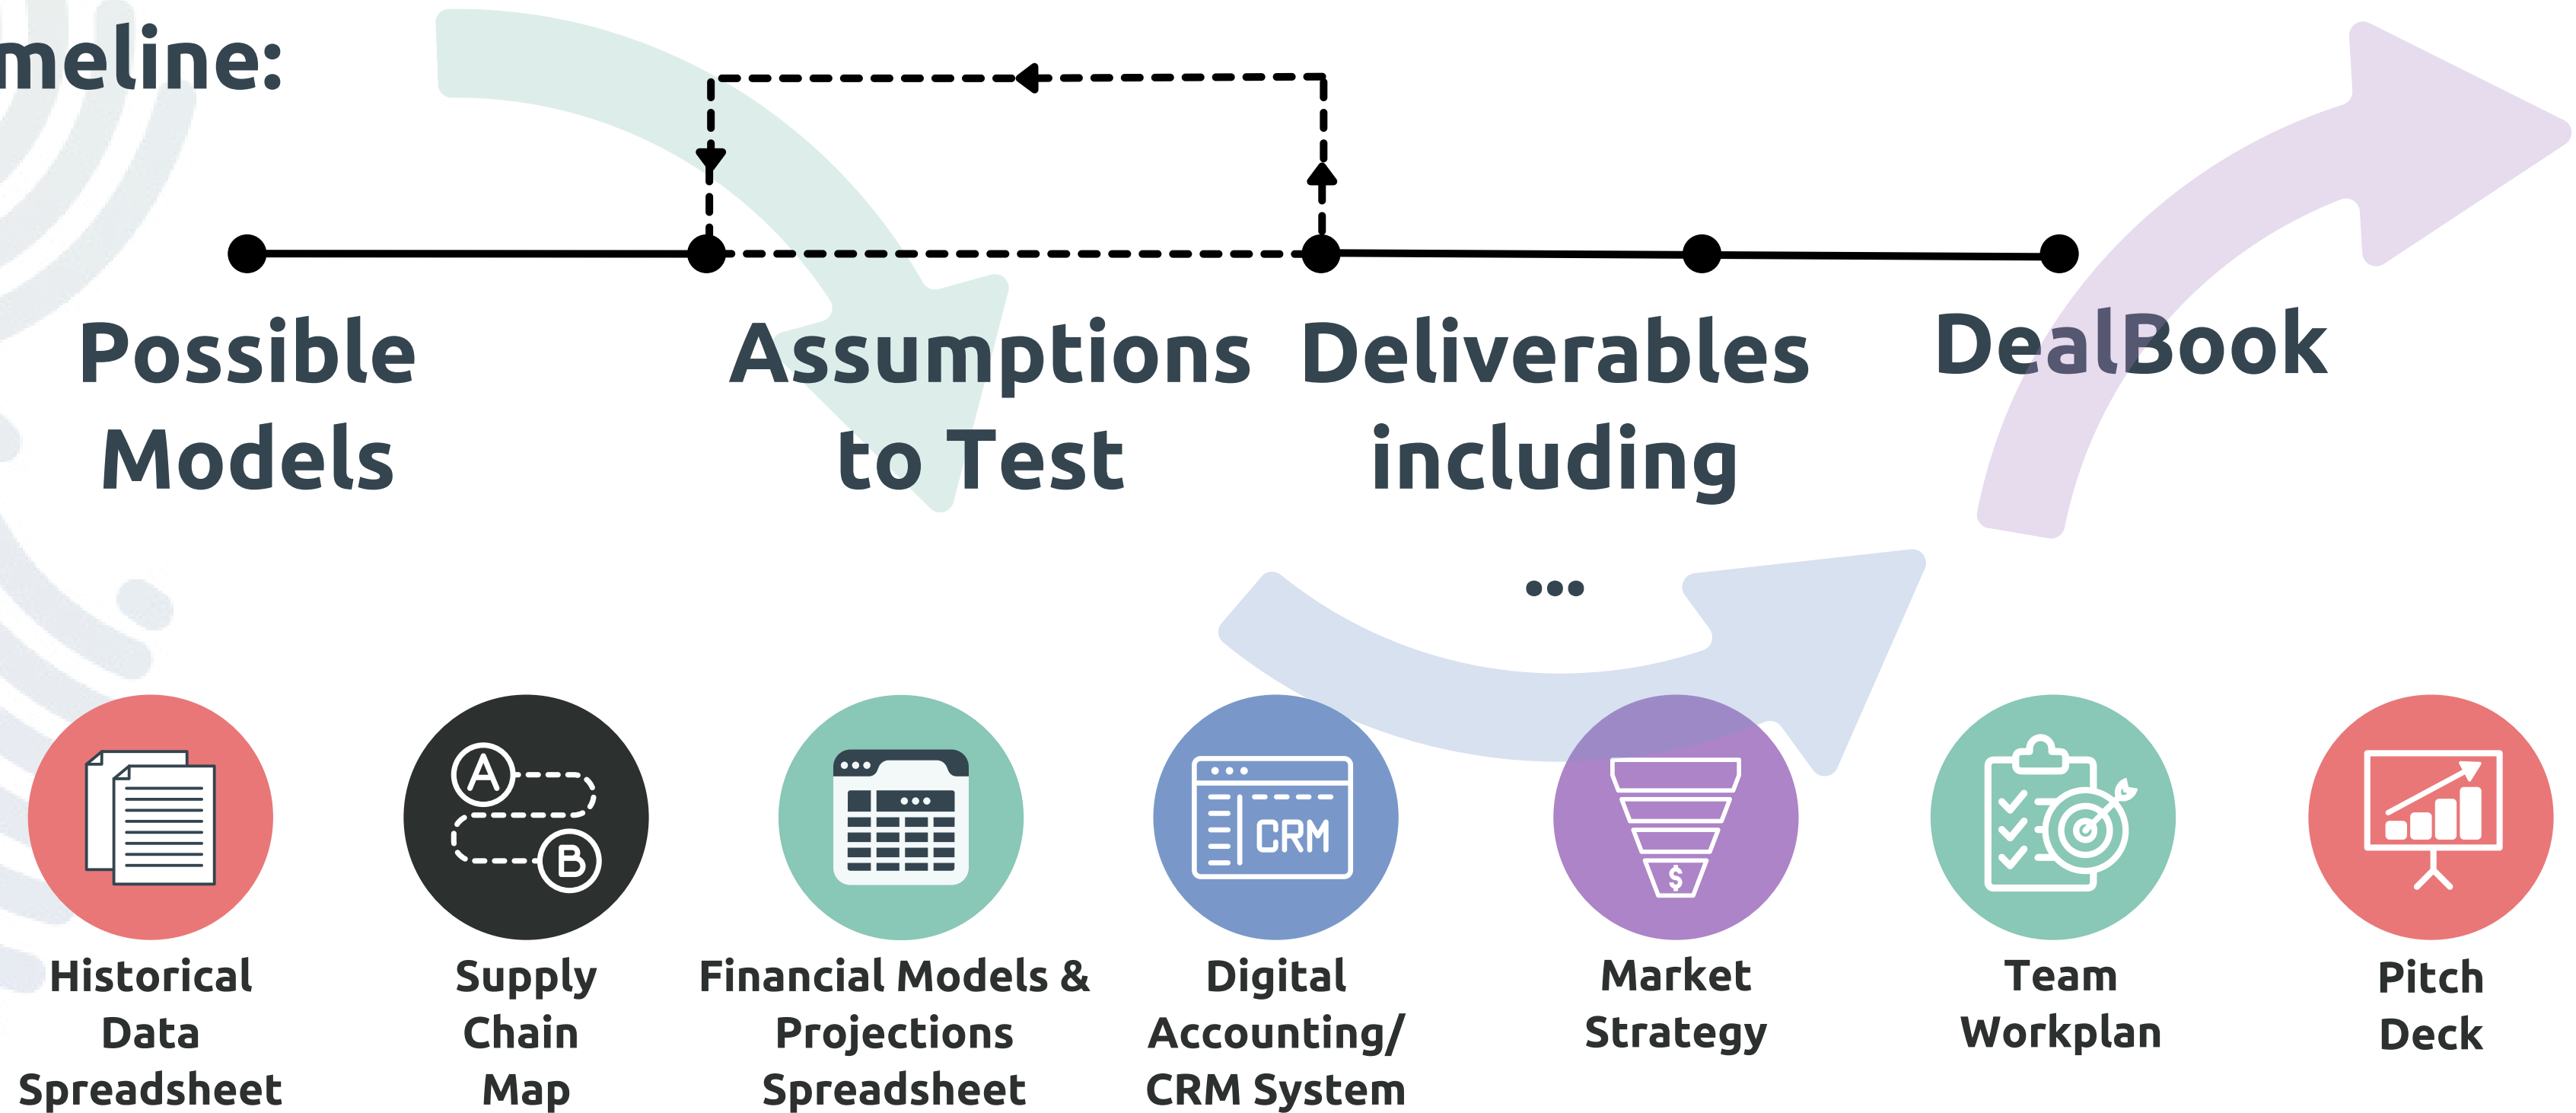 meline:
Possible
Models
Assumptions
to Test
Deliverables
including
...
DealBook
A
B
CRM
$
Historical
Data
Spreadsheet
Supply
Chain
Map
Financial Models &
Projections
Spreadsheet
Digital
Accounting/
CRM System
Market
Strategy
Team
Workplan
Pitch
Deck